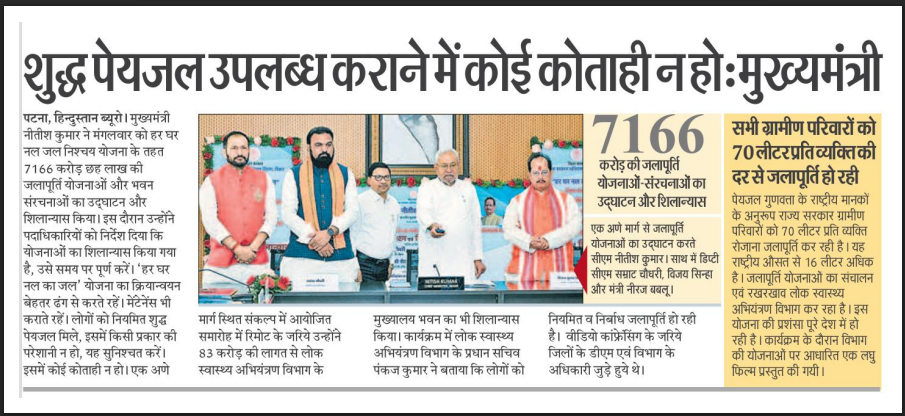 शुद्ध पेयजल उपलब्ध कराने में कोई कोताही न हो: मुख्यमंत्री
पटना, हिन्दुस्तान ब्यूरो। मुख्यमंत्री
नीतीश कुमार ने मंगलवार को हर घर
नल जल निश्चय योजना के तहत
7166 करोड़ छह लाख की
जलापूर्ति योजनाओं और भवन
संरचनाओं का उद्घाटन और
शिलान्यास किया। इस दौरान उन्होंने
पदाधिकारियों को निर्देश दिया कि
योजनाओं का शिलान्यास किया गया
है, उसे समय पर पूर्ण करें। 'हर घर
नल का जल' योजना का क्रियान्वयन
बेहतर ढंग से करते रहें। मेंटेनेंस भी
कराते रहें। लोगों को नियमित शुद्ध
पेयजल मिले, इसमें किसी प्रकार की
परेशानी न हो, यह सुनिश्चत करें।
इसमें कोई कोताही न हो। एक अणे
मार्ग स्थित संकल्प में आयोजित
समारोह में रिमोट के जरिये उन्होंने
83 करोड़ की लागत से लोक
स्वास्थ्य अभियंत्रण विभाग के
मुख्यालय भवन का भी शिलान्यास
किया। कार्यक्रम में लोक स्वास्थ्य
अभियंत्रण विभाग के प्रधान सचिव
पंकज कुमार ने बताया कि लोगों को
नियमित व निर्बाध जलापूर्ति हो रही
है। वीडियो कांफ्रेंसिंग के जरिये
जिलों के डीएम एवं विभाग के
अधिकारी जुड़े हुये थे।
NITISH KUMAR
CHIEF MINISTER, BIHAR
7166
करोड़ की जलापूर्ति
योजनाओं-संरचनाओं का
उद्घाटन और शिलान्यास
एक अणे मार्ग से जलापूर्ति
योजनाओं का उद्घाटन करते
सीएम नीतीश कुमार। साथ में डिप्टी
सीएम सम्राट चौधरी, विजय सिन्हा
और मंत्री नीरज बबलू।
सभी ग्रामीण परिवारों को
70 लीटर प्रति व्यक्ति की
दर से जलापूर्ति हो रही
पेयजल गुणवत्ता के राष्ट्रीय मानकों
के अनुरूप राज्य सरकार ग्रामीण
परिवारों को 70 लीटर प्रति व्यक्ति
रोजाना जलापूर्ति कर रही है। यह
राष्ट्रीय औसत से 16 लीटर अधिक
है। जलापूर्ति योजनाओं का संचालन
एवं रखरखाव लोक स्वास्थ्य
अभियंत्रण विभाग कर रहा है। इस
योजना की प्रशंसा पूरे देश में हो
रही है। कार्यक्रम के दौरान विभाग
की योजनाओं पर आधारित एक लघु
फिल्म प्रस्तुत की गयी।